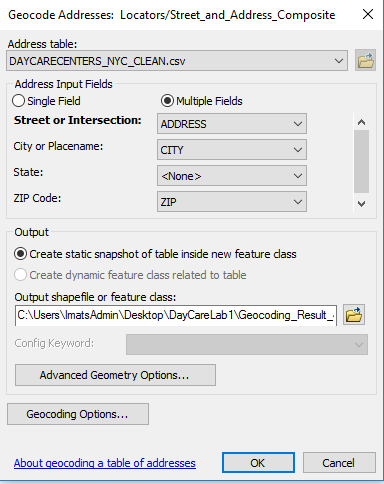 Geocode Addresses: Locators/Street_and_Address_Composite
Address table:
DAYCARECENTERS_NYC_CLEAN.csv
Address Input Fields
Single Field Multiple Fields
Street or Intersection: ADDRESS
City or Placename: CITY
State: <None>
ZIP Code: ZIP
Output
Create static snapshot of table inside new feature class
Create dynamic feature class related to table
Output shapefile or feature class:
C:\Users\ImatsAdmin\Desktop\DayCareLab1\Geocoding_Result_
Config Keyword:
Advanced Geometry Options...
Geocoding Options...
About geocoding a table of addresses OK Cancel